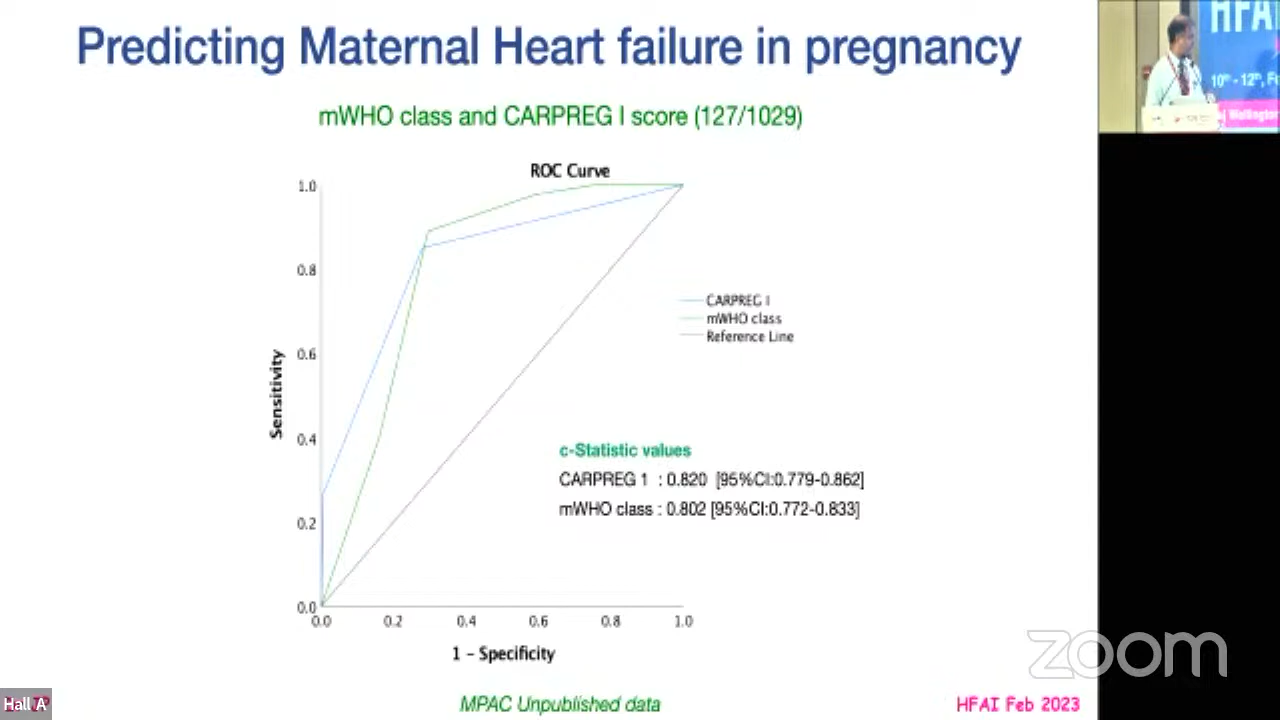 Predicting Maternal Heart failure in pregnancy
mWHO class and CARPREG I score (127/1029)
ROC Curve
1.0
0.8
0.6
0.4
0.2
0.0
Sensitivity
0.0 0.2 0.4 0.6 0.8 1.0
1 - Specificity
CARPREG I
mWHO class
Reference Line
c-Statistic values
CARPREG 1 : 0.820 [95%CI:0.779-0.862]
mWHO class : 0.802 [95%CI:0.772-0.833]
MPAC Unpublished data
HFAI Feb 2023
Hall A
zoom
HFAI
10th - 12th, F
Wellington